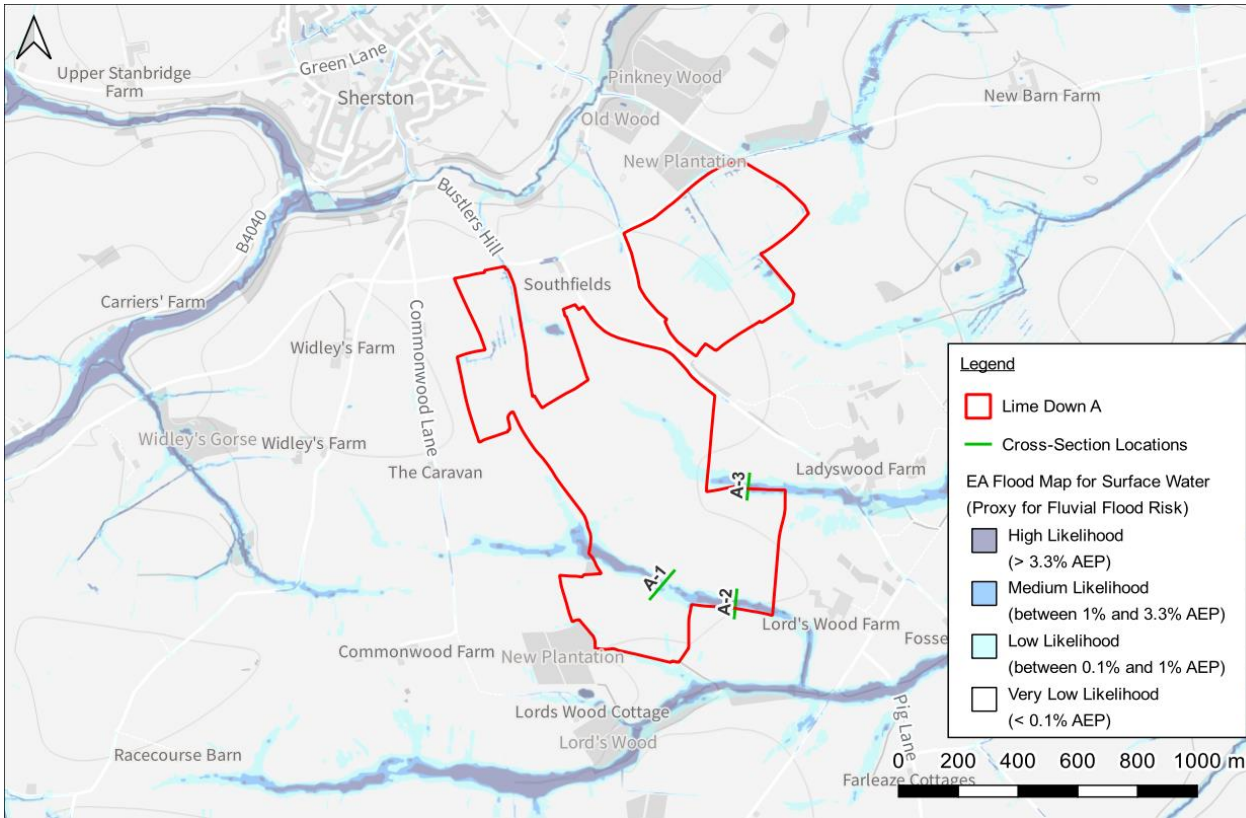 Green Lane
Upper Stanbridge
Farm
Sherston
Pinkney Wood
Old Wood
New Barn Farm
New Plantation
Bustlers Hill
B4040
Southfields
Carriers' Farm
Commonwood Lane
Widley's Farm
Widley's Gorse
Widley's Farm
The Caravan
A-3
Ladyswood Farm
A-1
A-2
Lord's Wood Farm
Fosse
Commonwood Farm
New Plantation
Pig Lane
Lords Wood Cottage
Lord's Wood
Racecourse Barn
Farleaze Cottages
Legend
Lime Down A
Cross-Section Locations
EA Flood Map for Surface Water
(Proxy for Fluvial Flood Risk)
High Likelihood
(> 3.3% AEP)
Medium Likelihood
(between 1% and 3.3% AEP)
Low Likelihood
(between 0.1% and 1% AEP)
Very Low Likelihood
(< 0.1% AEP)
0 200 400 600 800 1000 m